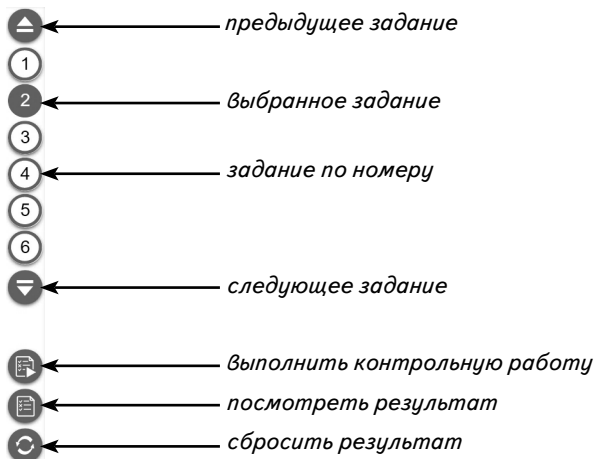 предыдущее задание
1
2 выбранное задание
3
4 задание по номеру
5
6
следующее задание
выполнить контрольную работу
посмотреть результат
сбросить результат